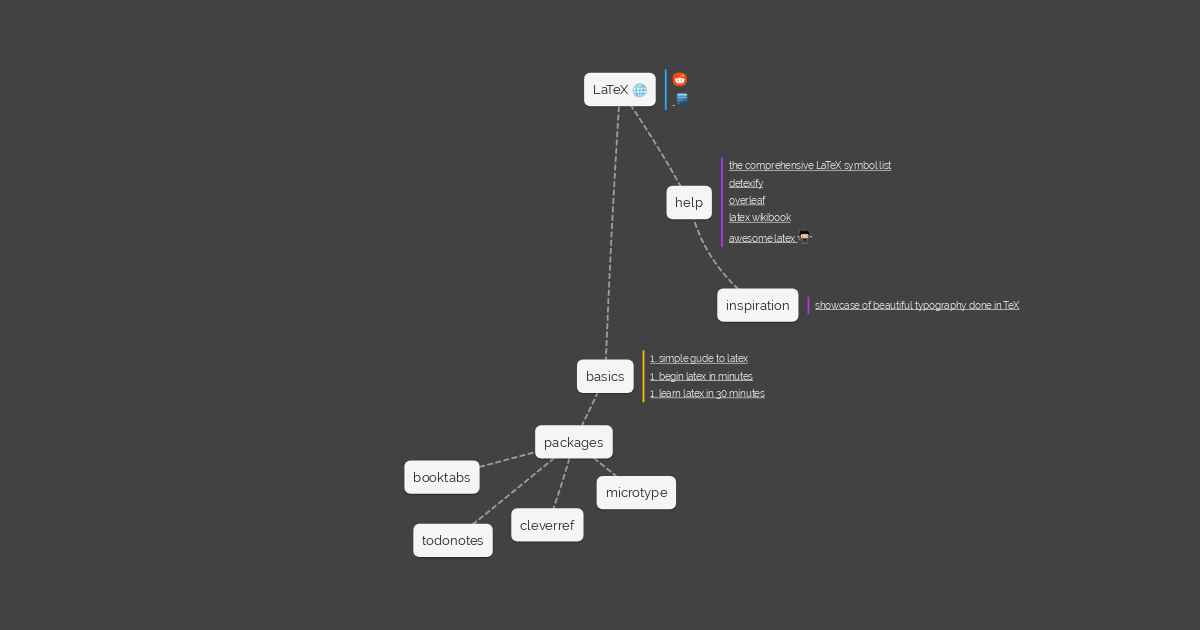 LaTeX
the comprehensive LaTeX symbol list
detexify
overleaf
latex wikibook
awesome latex
help
inspiration
showcase of beautiful typography done in TeX
basics
1. simple gude to latex
1. begin latex in minutes
1. learn latex in 30 minutes
packages
booktabs
microtype
cleverref
todonotes